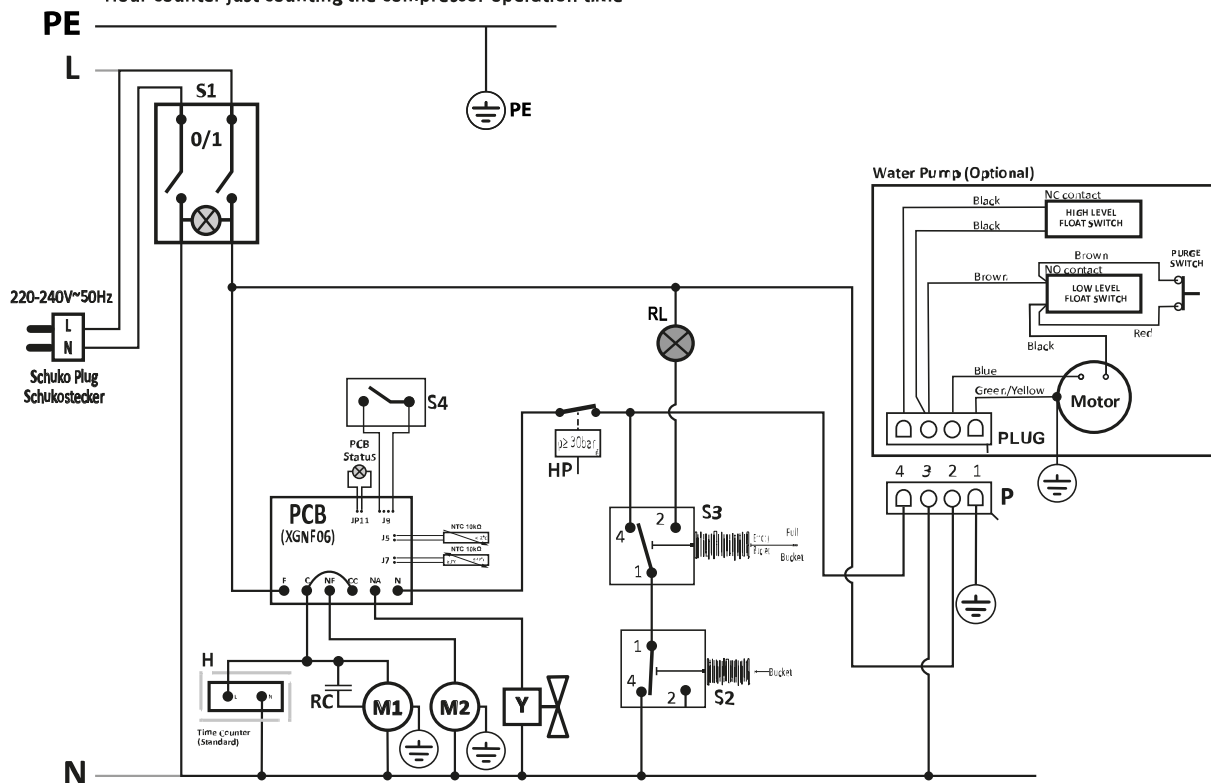 Hour counter just counting the compressor operation time
PE
L
PE
S1
0/1
220-240V~50Hz
L
N
Schuko Plug
Schukostecker
RL
S4
PCB
Status
HP
PCB
(XGNF06)
JP11
J9
J5
J7
NTC 10kΩ
NTC 10kΩ
F
C
NF
CC
NA
N
S3
4
2
1
Full
Bucket
1
4
2
S2
Bucket
H
L
N
Time Counter
(Standard)
RC
M1
M2
Y
N
Water Pump (Optional)
NC contact
Black
HIGH LEVEL
FLOAT SWITCH
Black
Brown
PURGE
SWITCH
Brown
NO contact
LOW LEVEL
FLOAT SWITCH
Red
Black
Blue
Green/Yellow
Motor
PLUG
4 3 2 1
P